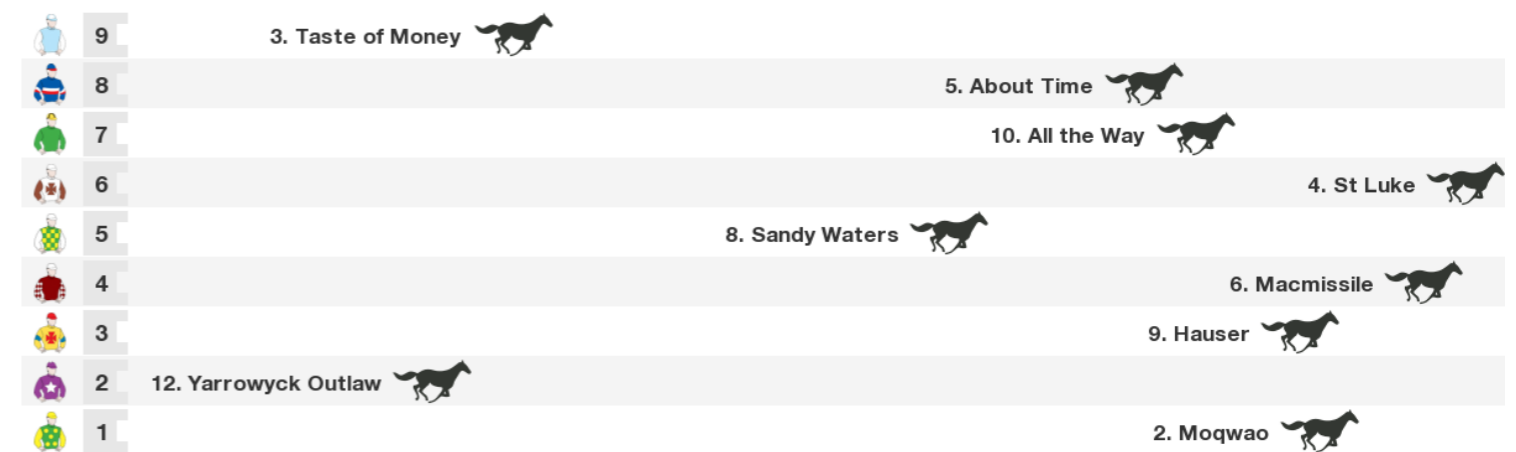 9 3. Taste of Money
8 5. About Time
7 10. All the Way
6 4. St Luke
5 8. Sandy Waters
4 6. Macmissile
3 9. Hauser
2 12. Yarrowyck Outlaw
1 2. Moqwao